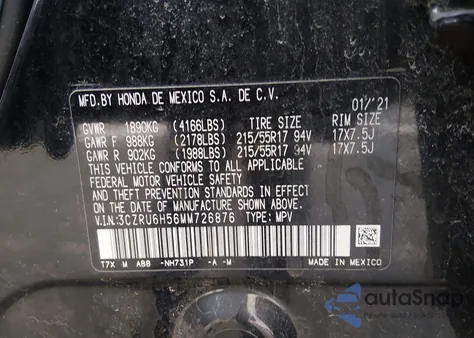 MFD.BY HONDA DE MEXICO S.A. DE C.V. 01/'21
GVWR 1890KG (4166LBS) TIRE SIZE RIM SIZE
GAWR F 988KG (2178LBS) 215/55R17 94V 17X7.5J
GAWR R 902KG (1988LBS) 215/55R17 94V 17X7.5J
THIS VEHICLE CONFORMS TO ALL APPLICABLE
FEDERAL MOTOR VEHICLE SAFETY
AND THEFT PREVENTION STANDARDS IN EFFECT
ON THE DATE OF MANUFACTURE SHOWN ABOVE.
V.I.N:3CZRU6H56MM726876 TYPE: MPV
T7X M ABB -NH731P -A -M MADE IN MEXICO
autoSnap